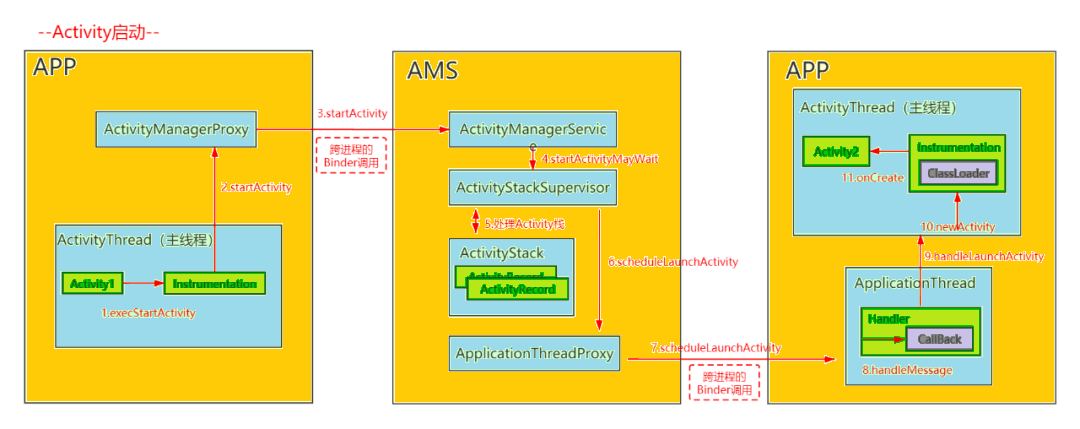 --Activity启动--
APP
ActivityManagerProxy
2.startActivity
ActivityThread（主线程）
Activity1
Instrumentation
1.execStartActivity
3.startActivity
跨进程的
Binder调用
AMS
ActivityManagerServic
e
4.startActivityMayWait
ActivityStackSupervisor
5.处理Activity栈
ActivityStack
ActivityRecord
ActivityRecord
6.scheduleLaunchActivity
ApplicationThreadProxy
7.scheduleLaunchActivity
跨进程的
Binder调用
APP
ActivityThread（主线程）
Activity2
Instrumentation
ClassLoader
11.onCreate
10.newActivity
9.handleLaunchActivity
ApplicationThread
Handler
CallBack
8.handleMessage